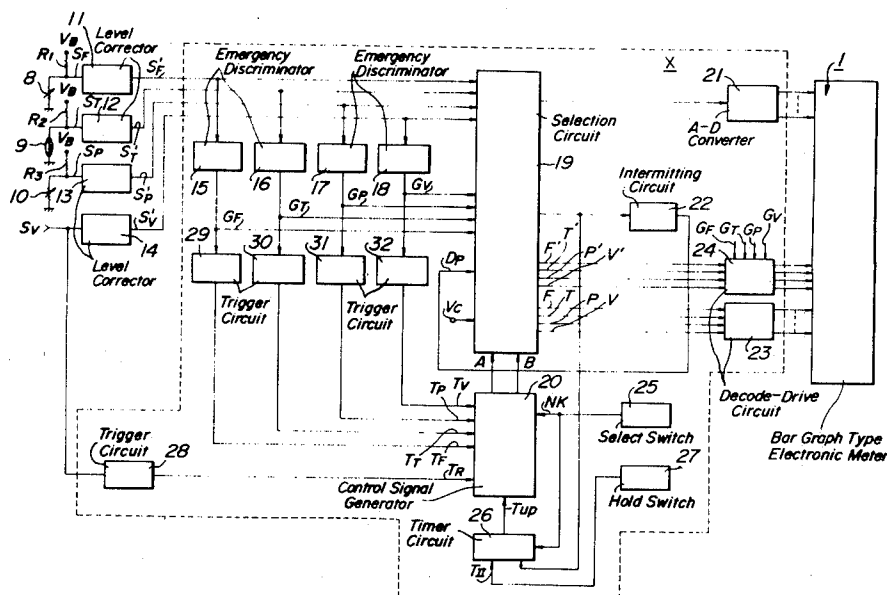 11
VB
Level
Corrector
R1
SF
S'F
8
VB
ST
12
R2
9
VB
S'T
R3
SP
S'P
10
13
SV
S'V
14
Level Corrector
Emergency
Discriminator
Emergency
Discriminator
15
16
17
18
GF
GT
GP
GV
29
30
31
32
Trigger
Circuit
Trigger
Circuit
Selection
Circuit
19
DP
VC
F'
T'
P'
V'
F
T
P
V
A
B
X
21
A-D
Converter
1
Intermitting
Circuit
22
GF
GT
GP
GV
24
23
Decode-Drive
Circuit
Bar Graph Type
Electronic Meter
TV
TP
TT
TF
TR
20
NK
25
Select Switch
27
Hold Switch
Trigger
Circuit
28
Control Signal
Generator
Tup
Timer
Circuit
26
TII